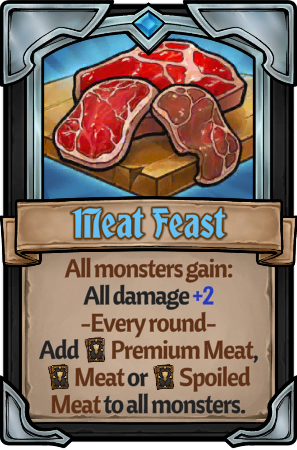 Meat Feast
All monsters gain:
All damage +2
-Every round-
Add Premium Meat,
Meat or Spoiled
Meat to all monsters.